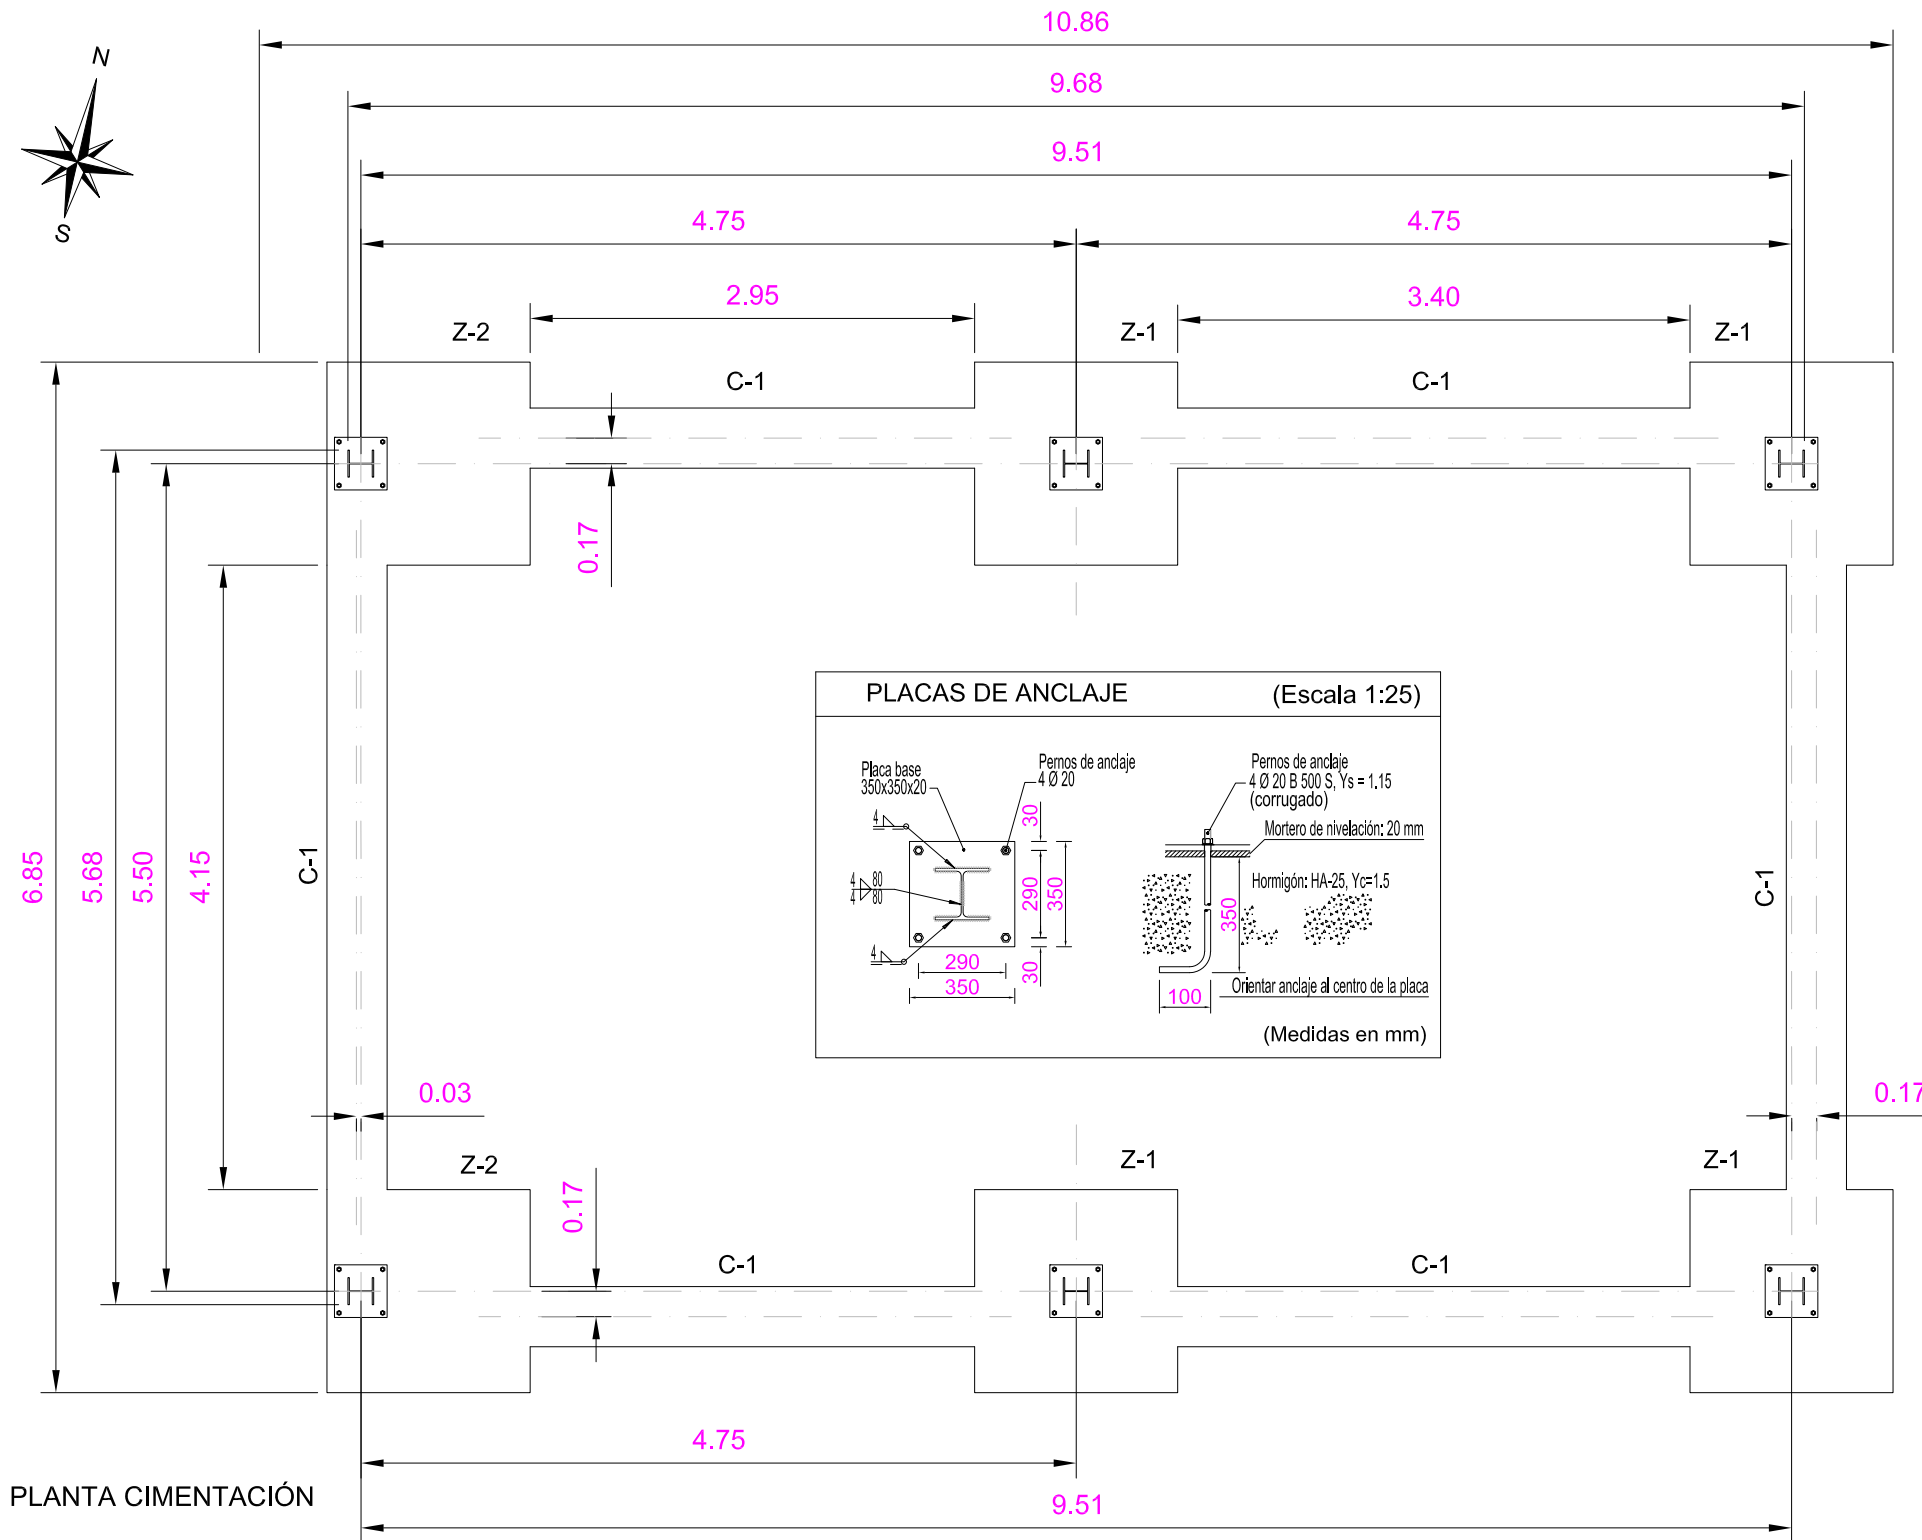 10.86
N
9.68
9.51
S
4.75
4.75
2.95
3.40
Z-2
Z-1
Z-1
C-1
C-1
0.17
6.85
5.68
5.50
4.15
C-1
C-1
PLACAS DE ANCLAJE
(Escala 1:25)
Placa base
350x350x20
Pernos de anclaje
4 Ø 20
4
4
4
80
80
4
30
290
350
30
290
350
Pernos de anclaje
4 Ø 20 B 500 S, Ys = 1.15
(corrugado)
Mortero de nivelación: 20 mm
Hormigón: HA-25, Yc=1.5
350
Orientar anclaje al centro de la placa
100
(Medidas en mm)
0.03
0.17
Z-2
Z-1
Z-1
0.17
C-1
C-1
4.75
PLANTA CIMENTACIÓN
9.51